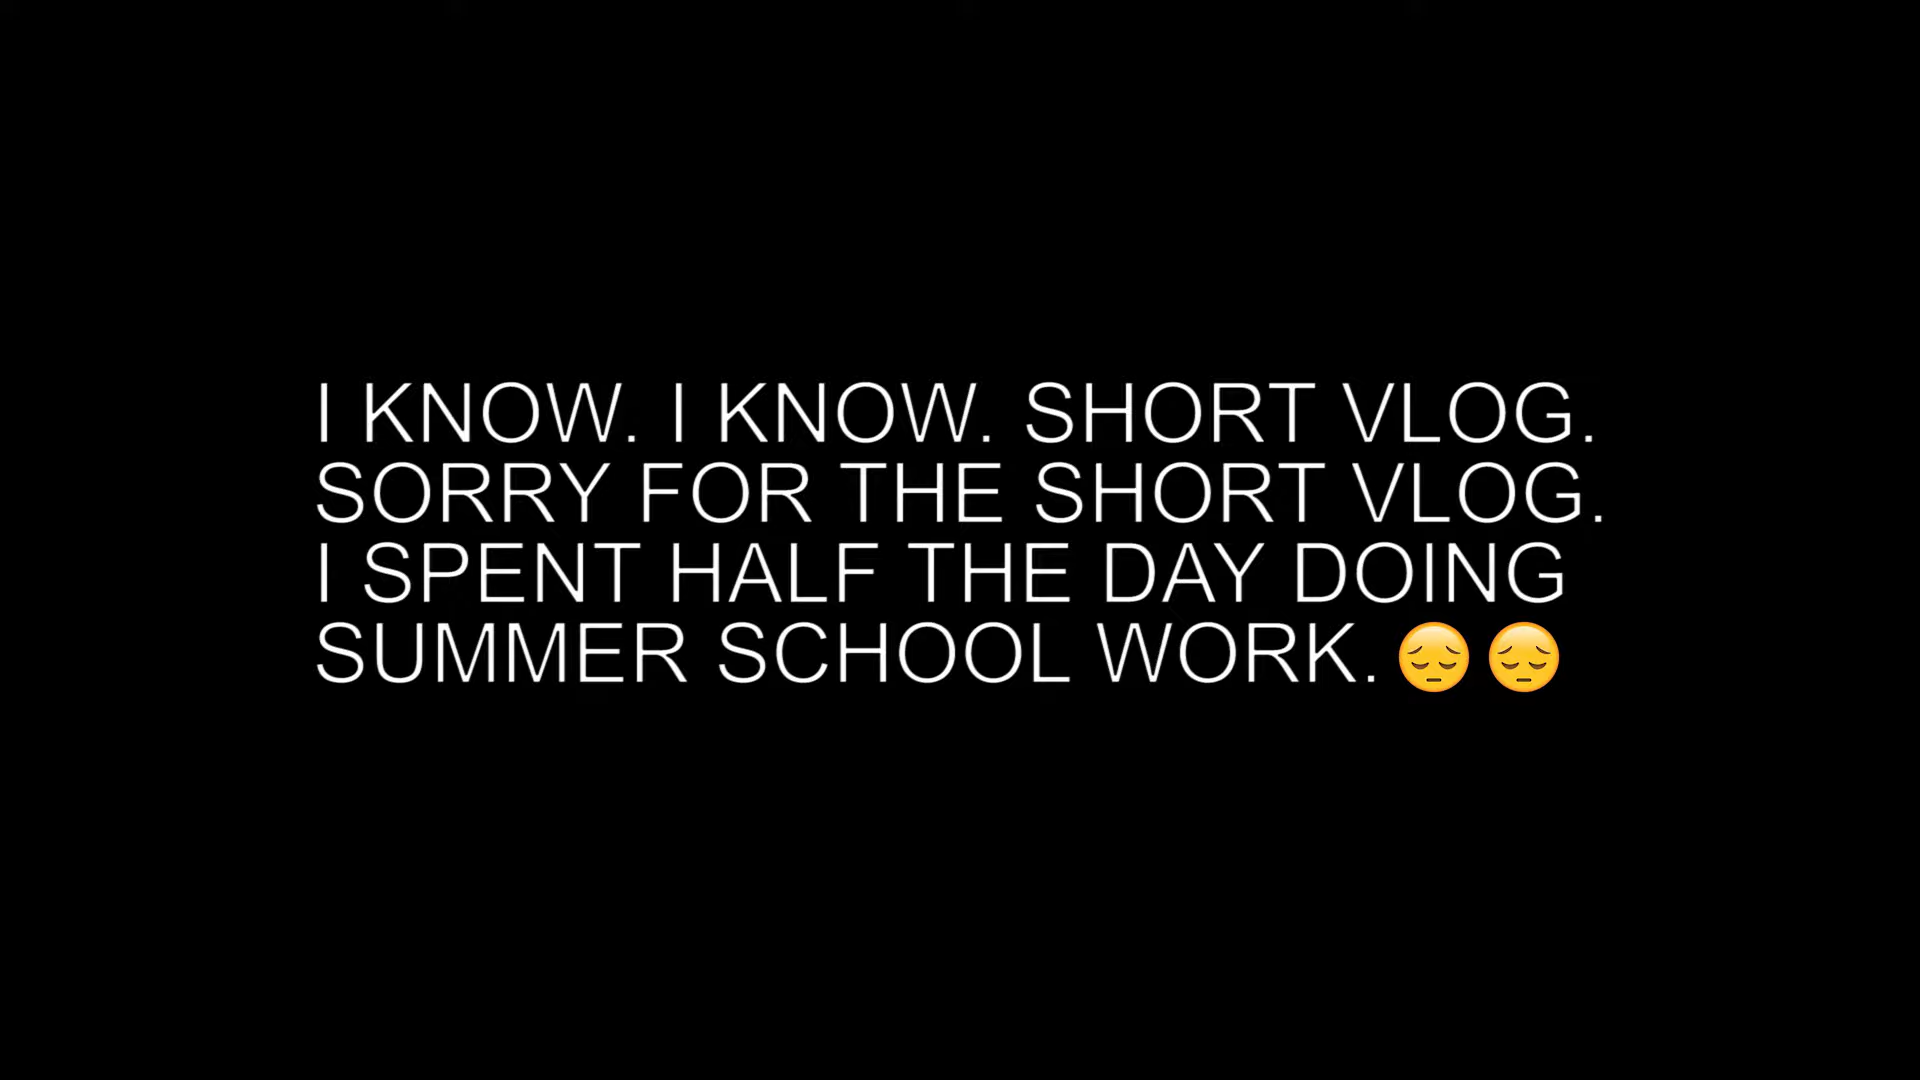 I KNOW. I KNOW. SHORT VLOG.
SORRY FOR THE SHORT VLOG.
I SPENT HALF THE DAY DOING
SUMMER SCHOOL WORK. 😔😔